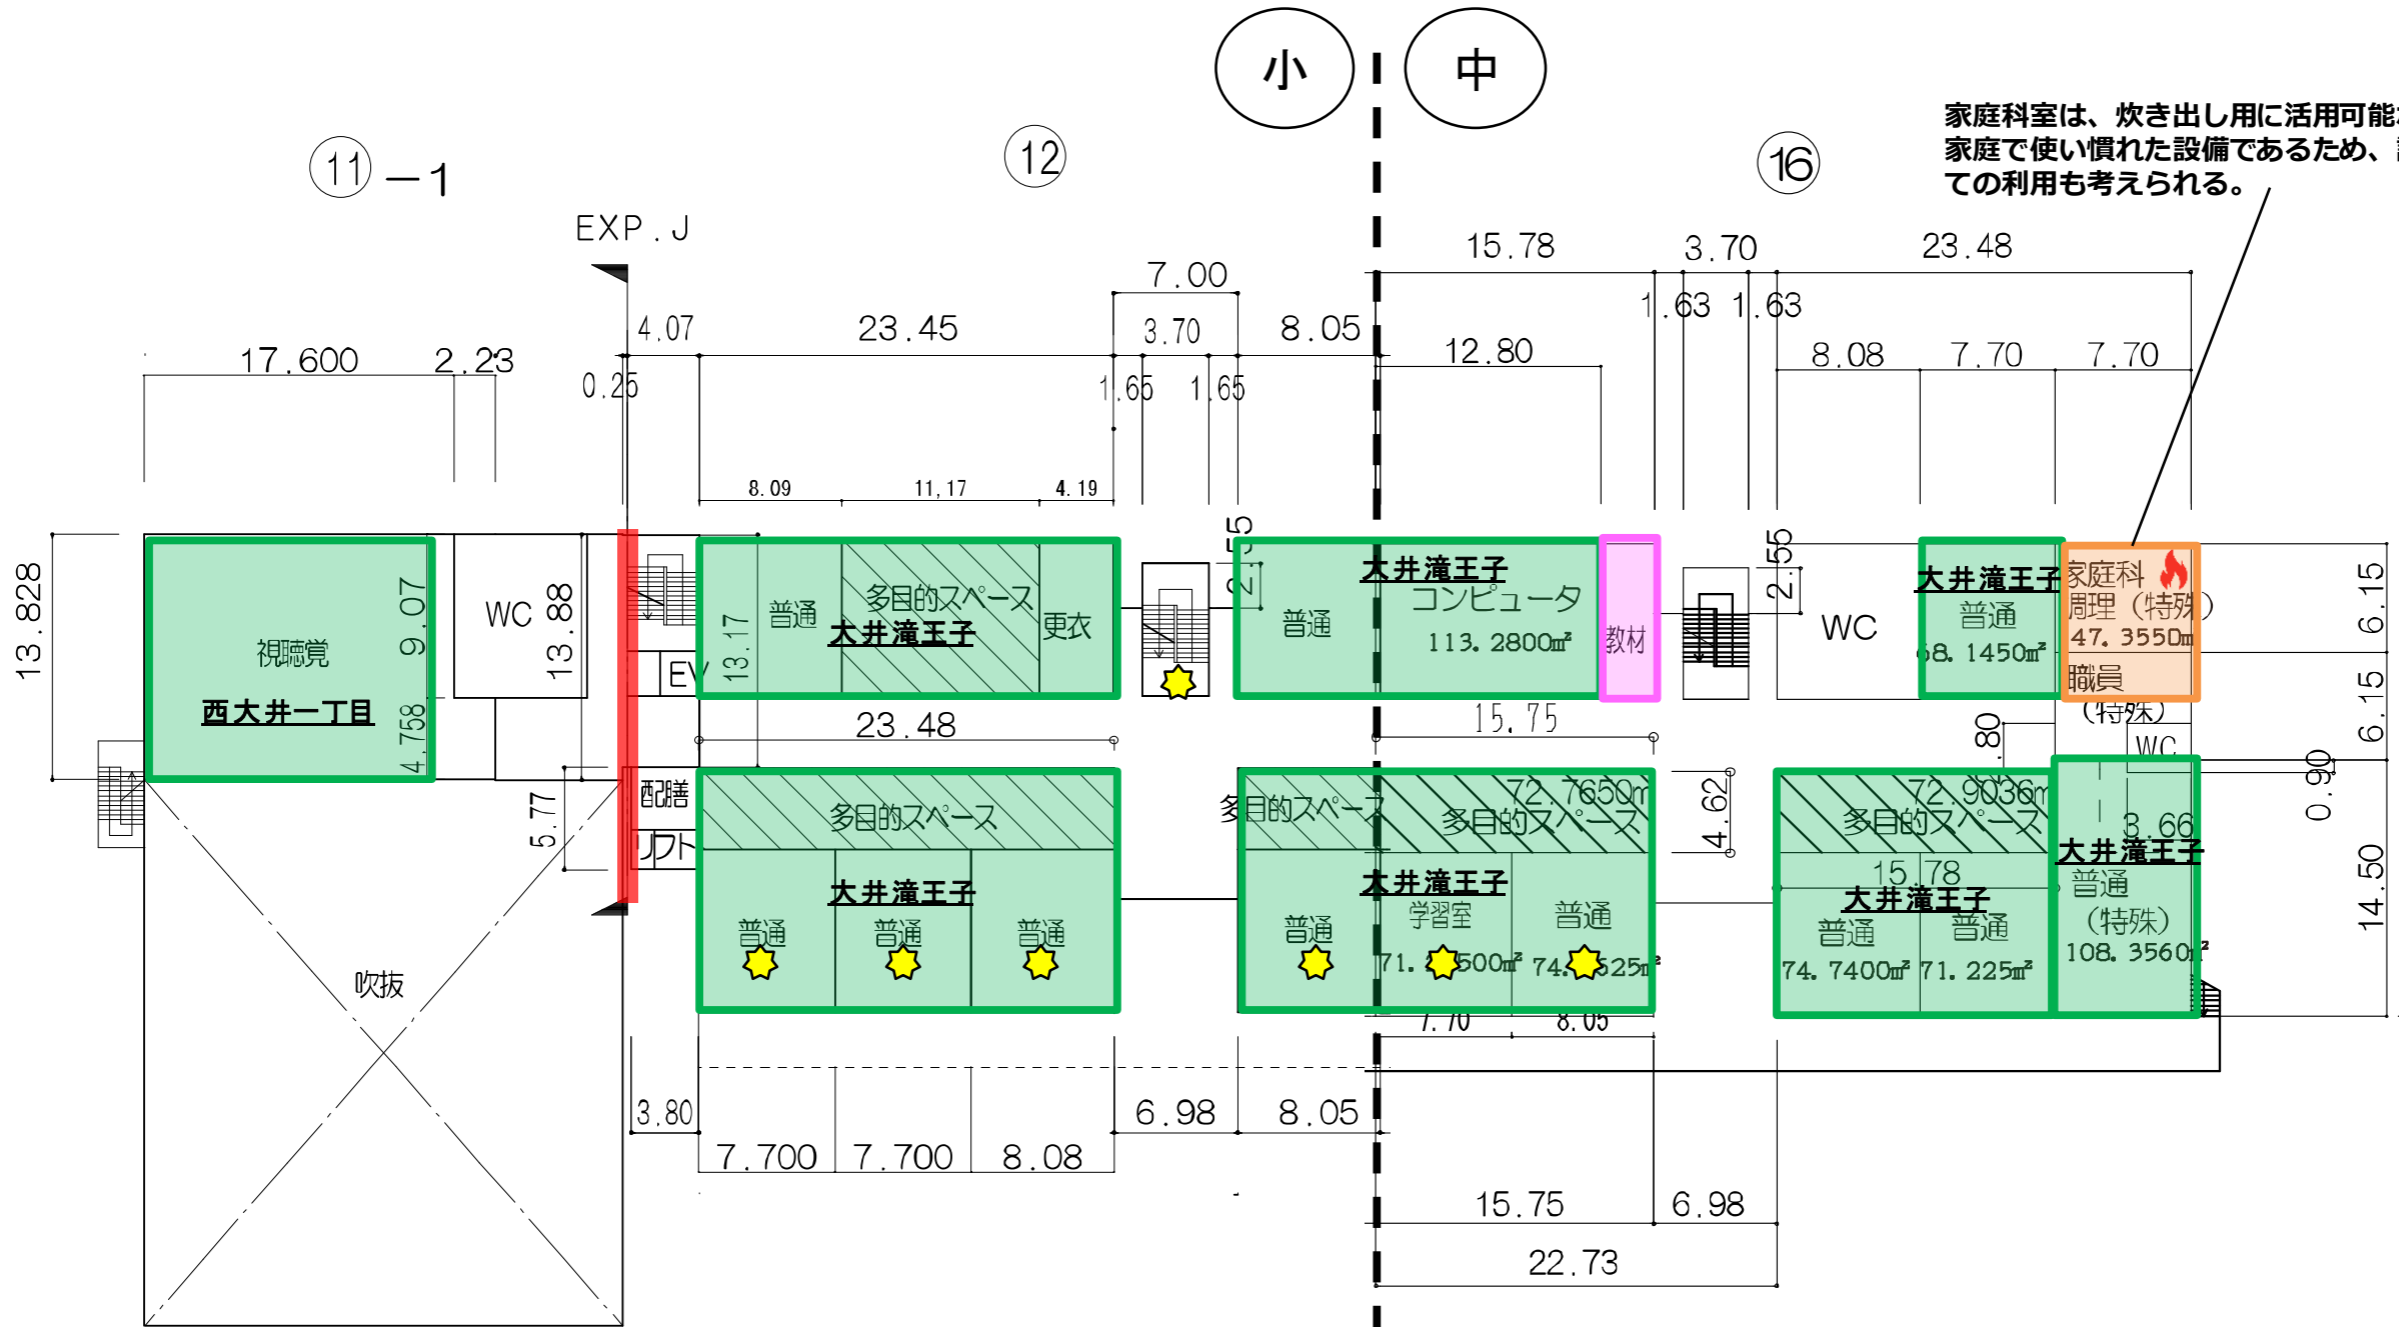 小
中
家庭科室は、炊き出し用に活用可能
家庭で使い慣れた設備であるため、
ての利用も考えられる。
11 -1
12
16
EXP.J
15.78
3.70
23.48
7.00
1.63
1.63
4.07
23.45
3.70
8.05
17.600
2.23
12.80
8.08
7.70
7.70
0.25
1.65
1.65
8.09
11,17
4.19
2.55
2.55
13.828
9.07
WC
13.88
13.17
普通
多目的スペース
大井滝王子
更衣
大井滝王子
普通
コンピュータ
113.2800㎡
教材
WC
大井滝王子
普通
68.1450㎡
家庭科
調理（特殊）
47.3550m
6.15
視聴覚
西大井一丁目
4.758
EV
職員
（特殊）
6.15
23.48
15.75
.80
WC
0.90
配膳
リフト
5.77
多目的スペース
多目的スペース
72.7650m
多目的スペース
4.62
72.9036m
多目的スペース
3.66
大井滝王子
普通
普通
普通
大井滝王子
普通
学習室
普通
15.78
大井滝王子
普通
74.7400㎡
普通
71.225㎡
大井滝王子
普通
（特殊）
108.3560㎡
14.50
吹抜
7.70
8.05
3.80
6.98
8.05
7.700
7.700
8.08
15.75
6.98
22.73